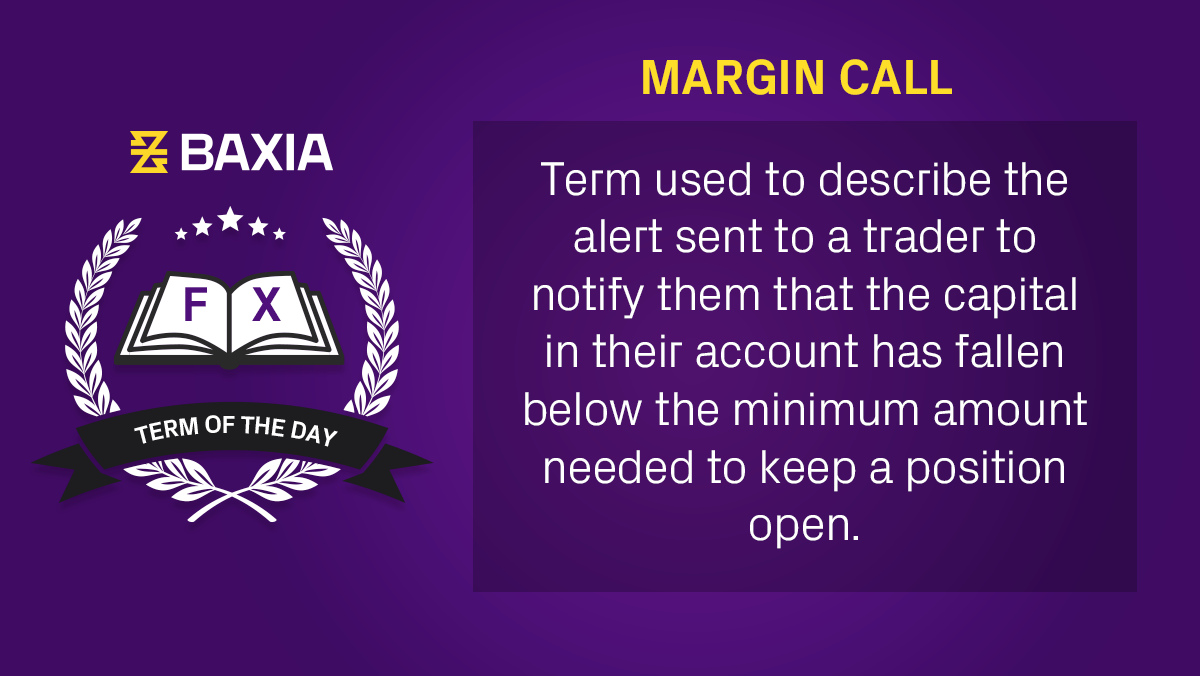 BAXIA
F X
TERM OF THE DAY
MARGIN CALL
Term used to describe the
alert sent to a trader to
notify them that the capital
in their account has fallen
below the minimum amount
needed to keep a position
open.